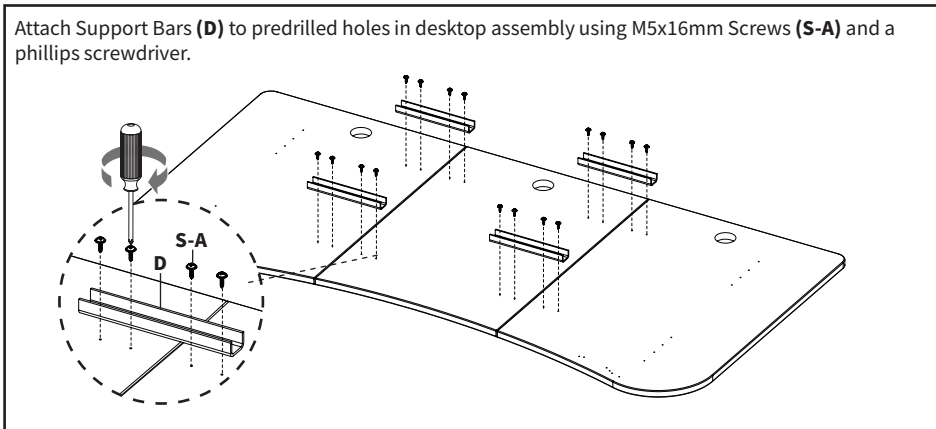 Attach Support Bars (D) to predrilled holes in desktop assembly using M5x16mm Screws (S-A) and a
phillips screwdriver.
S-A
D